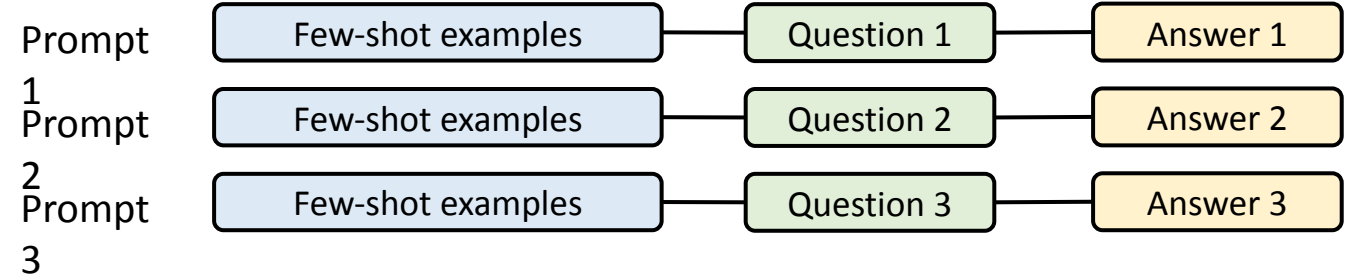 Prompt 1 Few-shot examples Question 1 Answer 1
Prompt 2 Few-shot examples Question 2 Answer 2
Prompt 3 Few-shot examples Question 3 Answer 3